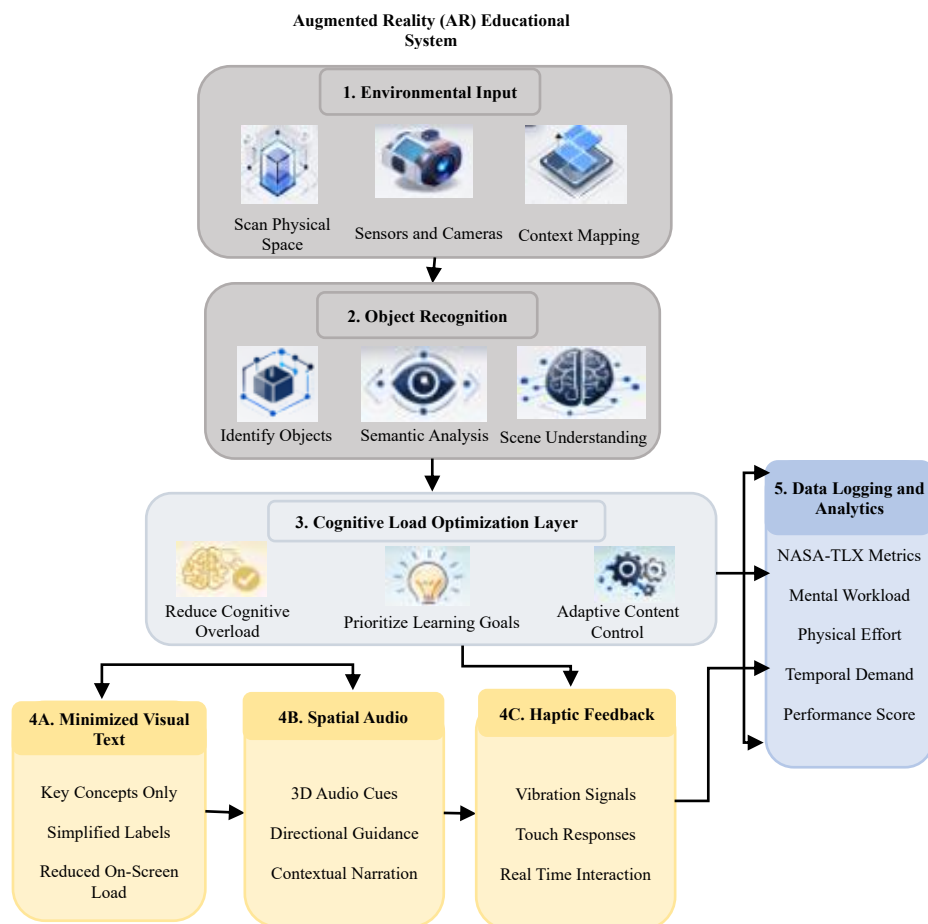 Augmented Reality (AR) Educational
System
1. Environmental Input
Scan Physical
Space
Sensors and Cameras
Context Mapping
2. Object Recognition
Identify Objects
Semantic Analysis
Scene Understanding
3. Cognitive Load Optimization Layer
Reduce Cognitive
Overload
Prioritize Learning Goals
Adaptive Content
Control
4A. Minimized Visual
Text
Key Concepts Only
Simplified Labels
Reduced On-Screen
Load
4B. Spatial Audio
3D Audio Cues
Directional Guidance
Contextual Narration
4C. Haptic Feedback
Vibration Signals
Touch Responses
Real Time Interaction
5. Data Logging and
Analytics
NASA-TLX Metrics
Mental Workload
Physical Effort
Temporal Demand
Performance Score